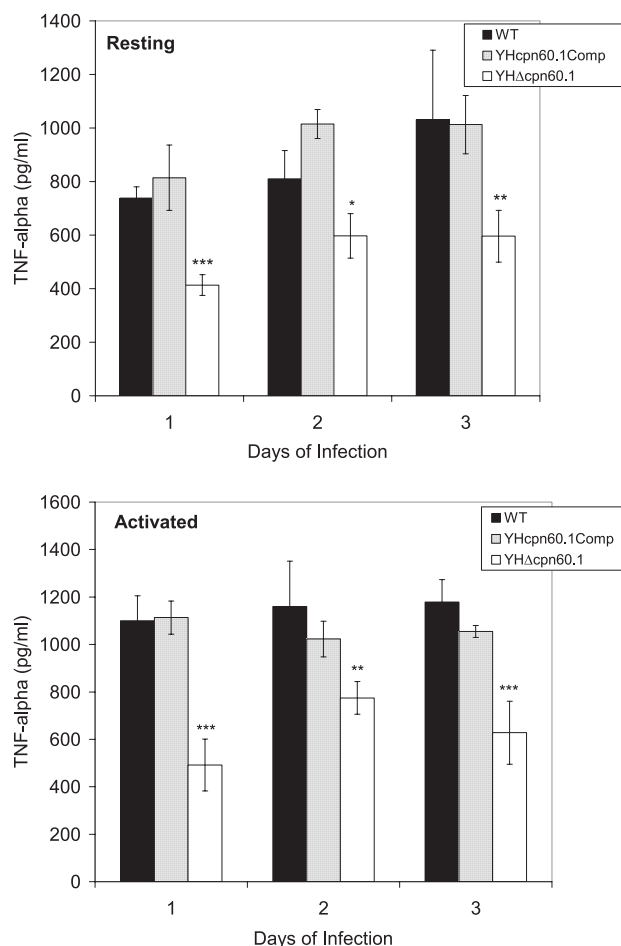 1400
1200
1000
800
600
400
200
0
TNF-alpha (pg/ml)
Resting
WT
YHcpn60.1Comp
YHΔcpn60.1
***
*
**
1 2 3
Days of Infection
1600
1400
1200
1000
800
600
400
200
0
TNF-alpha (pg/ml)
Activated
WT
YHcpn60.1Comp
YHΔcpn60.1
***
**
***
1 2 3
Days of Infection